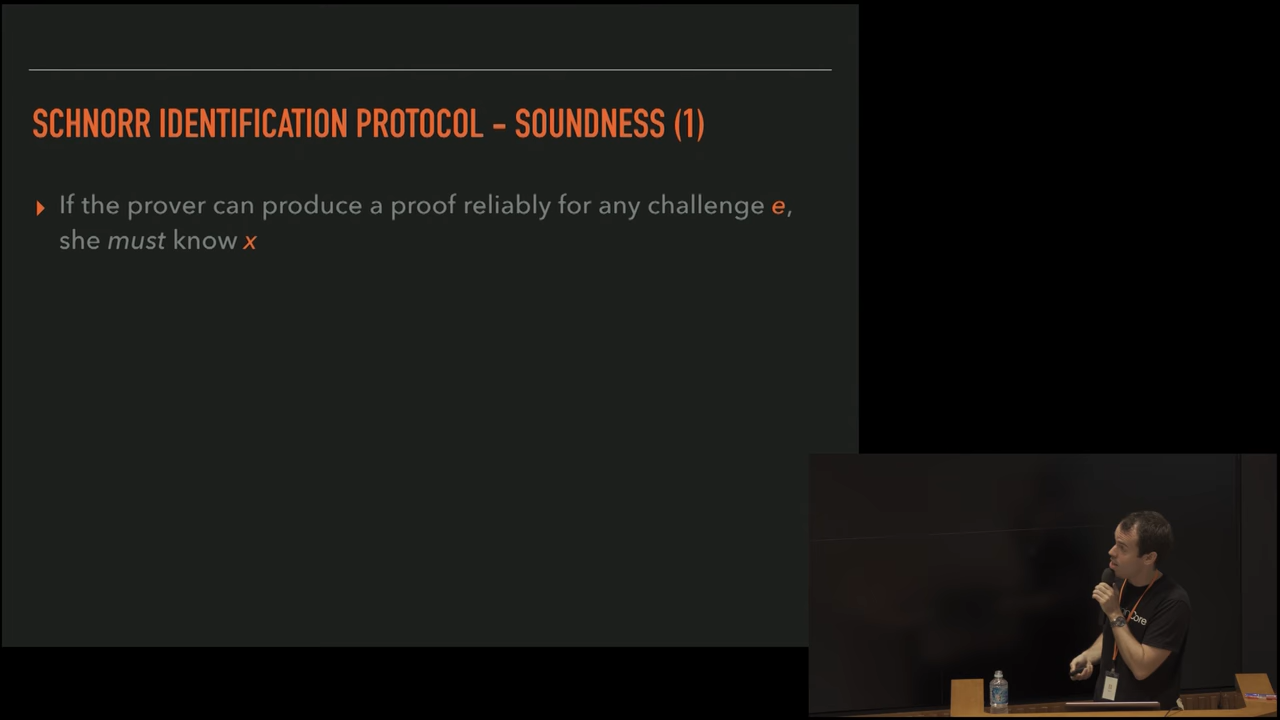 SCHNORR IDENTIFICATION PROTOCOL – SOUNDNESS (1)
If the prover can produce a proof reliably for any challenge e,
she must know x